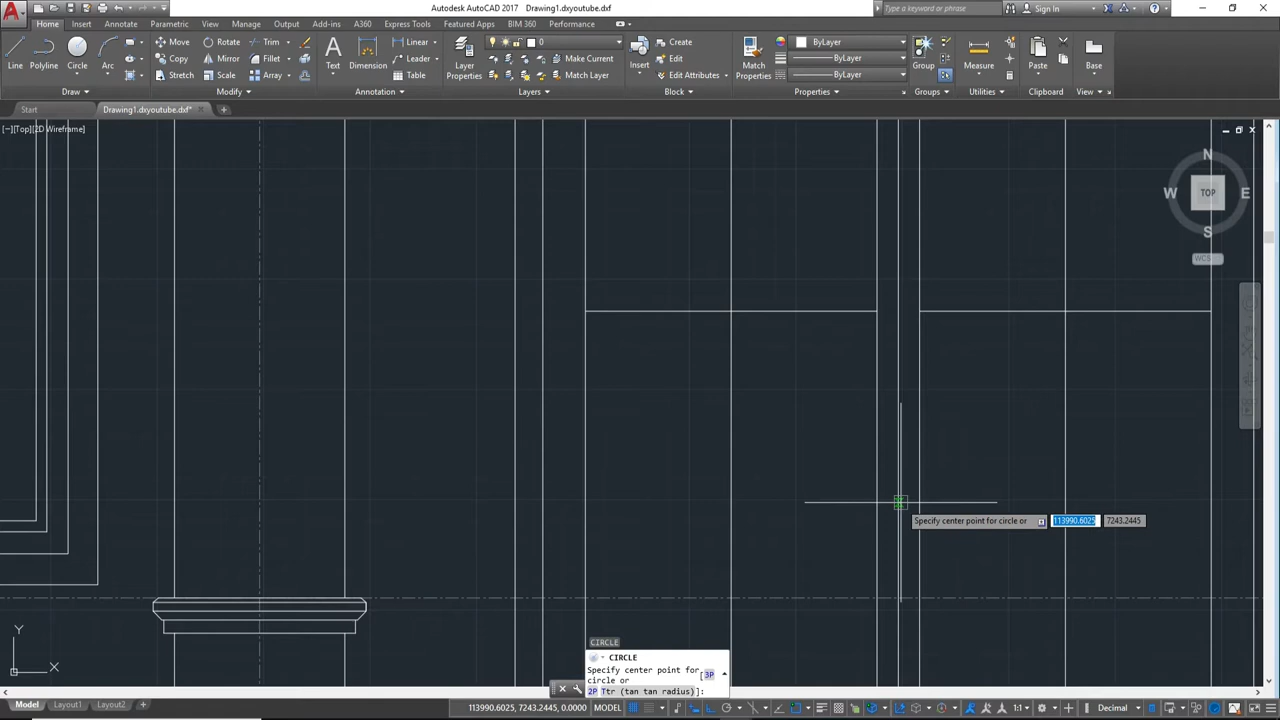 Autodesk AutoCAD 2017 Drawing1.dxyoutube.dxf
Type a keyword or phrase
Sign In
Home Insert Annotate Parametric View Manage Output Add-ins A360 Express Tools Featured Apps BIM 360 Performance
Line Polyline Circle Arc
Move Rotate Trim
Copy Mirror Fillet
Stretch Scale Array
Text Dimension
Linear
Leader
Table
Layer Properties
0
Make Current
Match Layer
Insert
Create
Edit
Edit Attributes
Match Properties
ByLayer
ByLayer
ByLayer
Group
Measure
Paste
Base
Draw Modify Annotation Layers Block Properties Groups Utilities Clipboard View
Start Drawing1.dxyoutube.dxf*
[−][Top][2D Wireframe]
N
W TOP E
S
WCS
Specify center point for circle or 113990.6025 7243.2445
Y
X
CIRCLE
CIRCLE
Specify center point for
circle or [3P
2P Ttr (tan tan radius)]:
Model Layout1 Layout2 +
113990.6025, 7243.2445, 0.0000 MODEL 1:1 Decimal